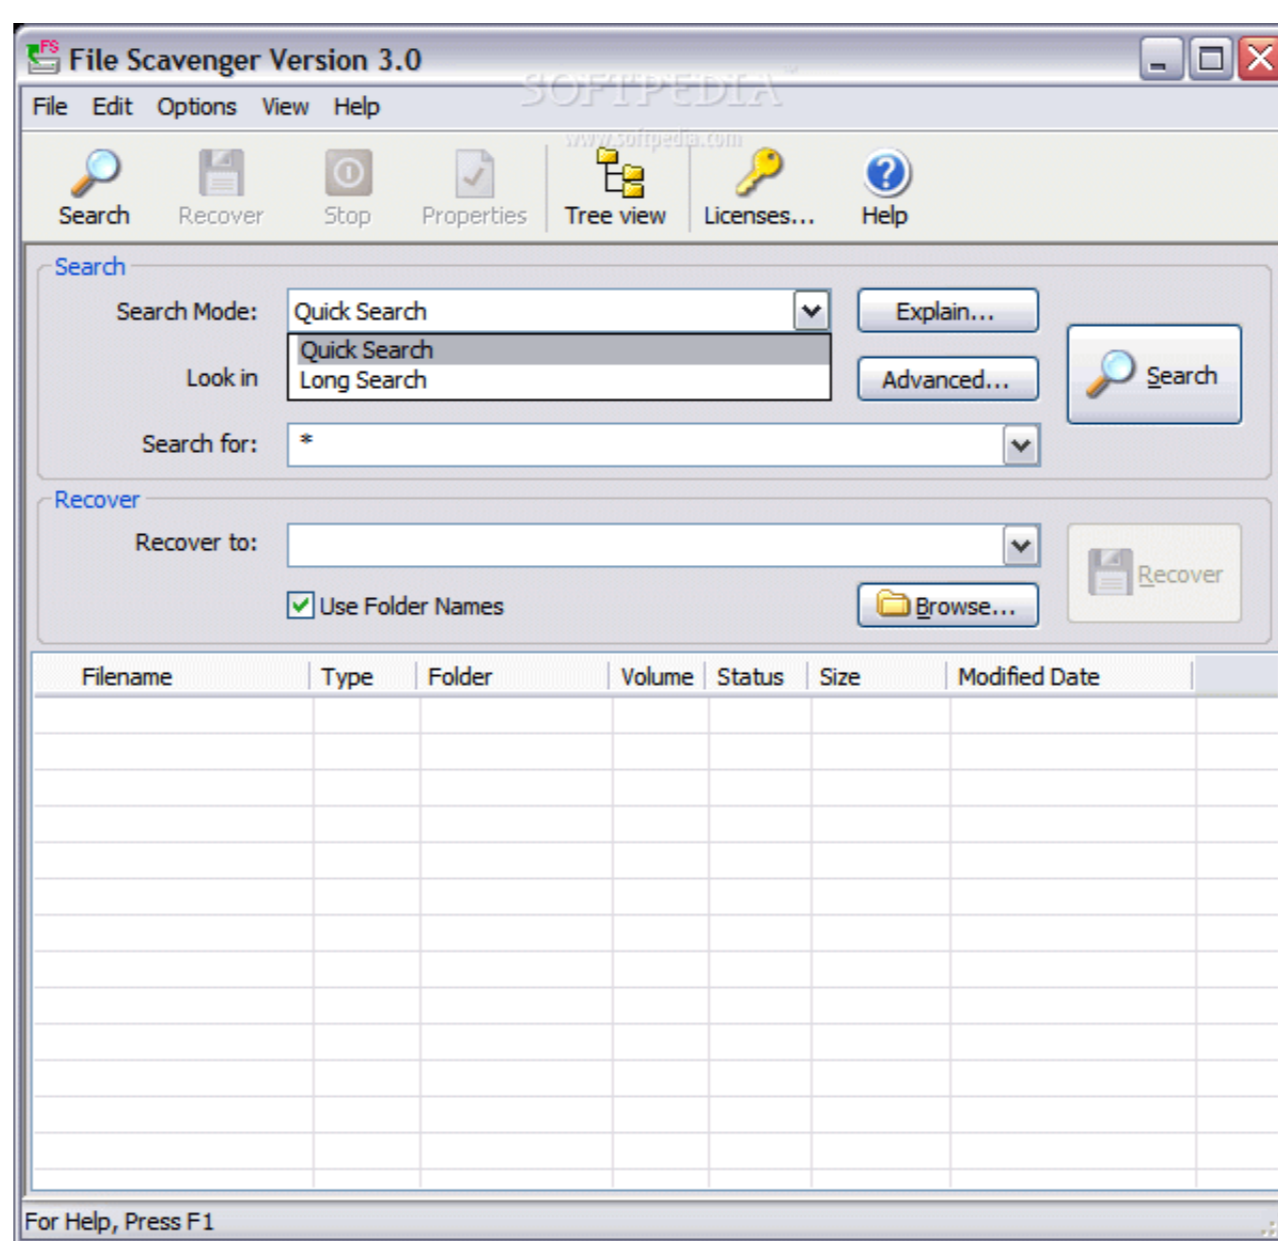 FS File Scavenger Version 3.0
SOFTPEDIA™
File Edit Options View Help
www.softpedia.com
Search Recover Stop Properties Tree view Licenses... Help
Search
Search Mode: Quick Search Explain...
Quick Search
Look in Long Search Advanced... Search
Search for: *
Recover
Recover to:
Recover
Use Folder Names Browse...
Filename Type Folder Volume Status Size Modified Date
For Help, Press F1